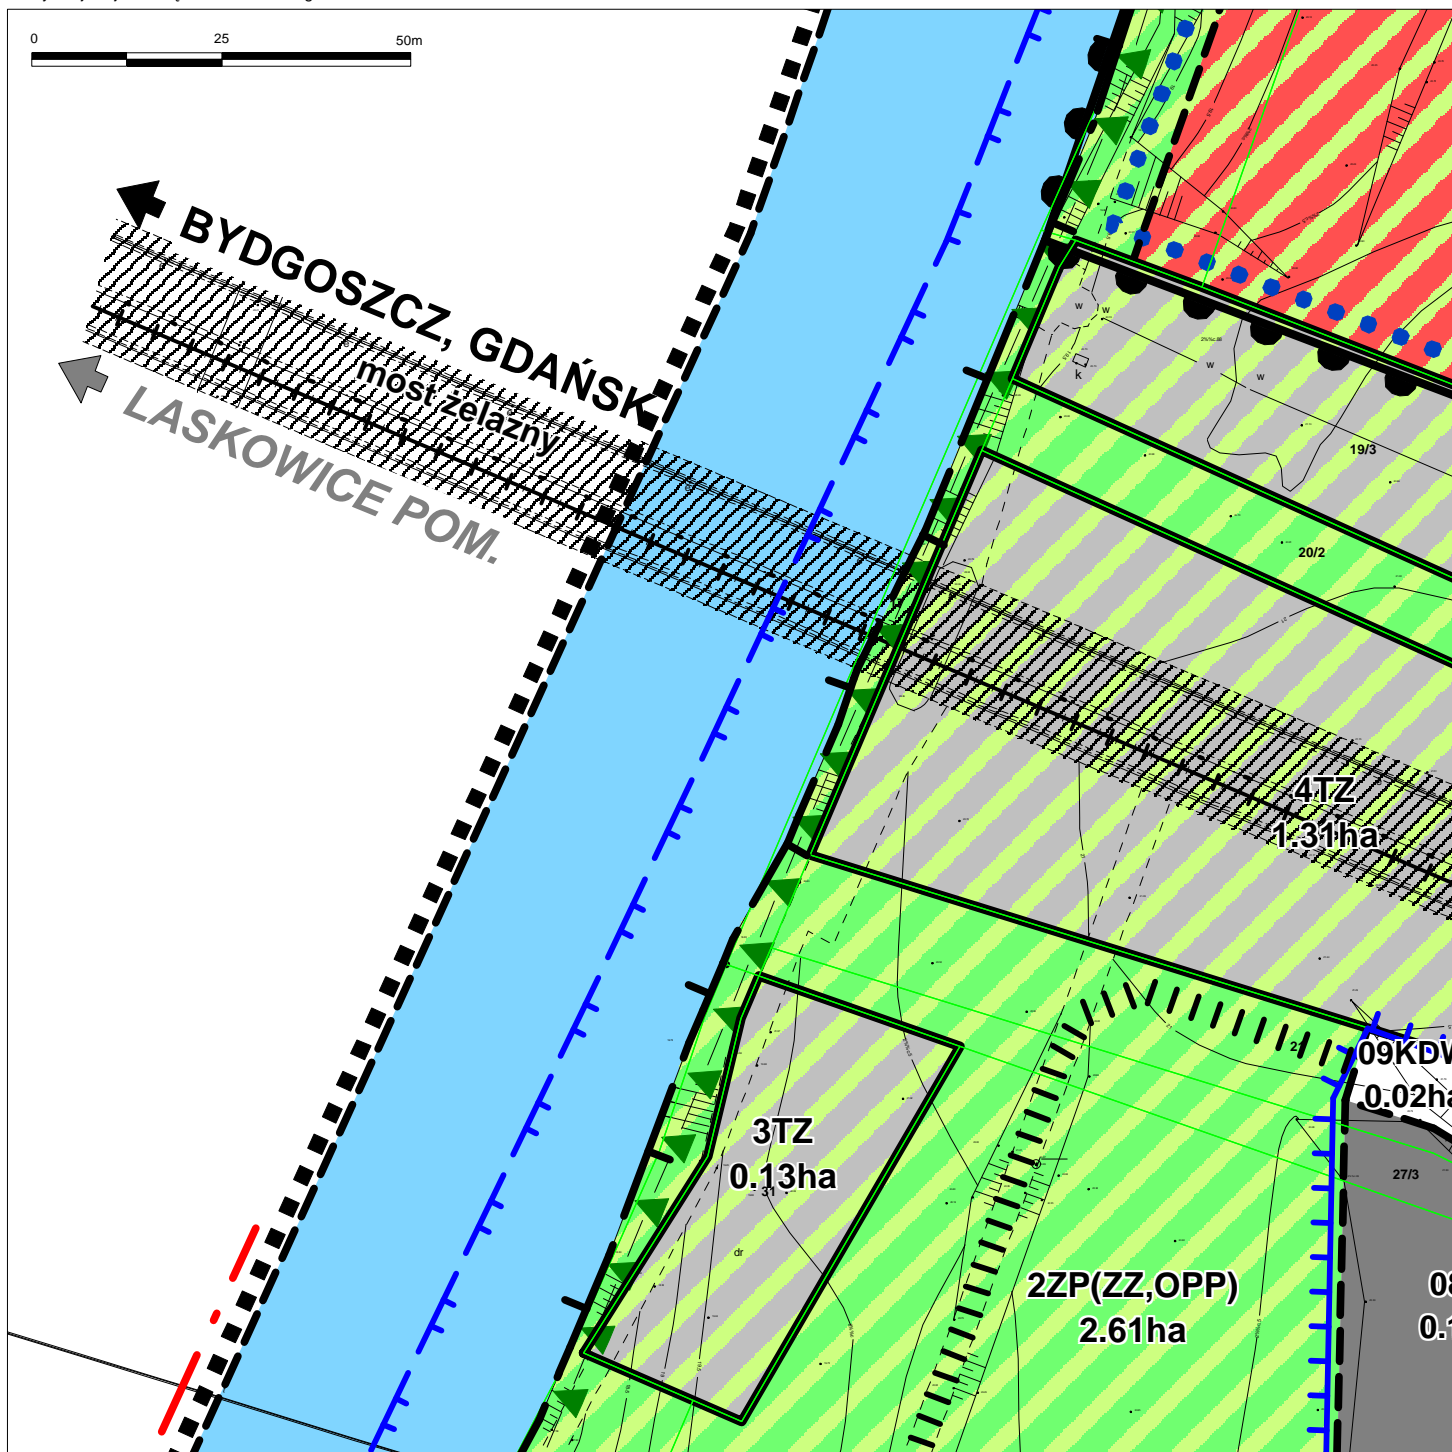 0 25 50m
BYDGOSZCZ, GDAŃSK
most żelazny
LASKOWICE POM.
w
w
w
w
k
19/3
20/2
4TZ
1.31ha
09KDW
0.02ha
27/3
3TZ
0.13ha
31
dr
2ZP(ZZ,OPP)
2.61ha